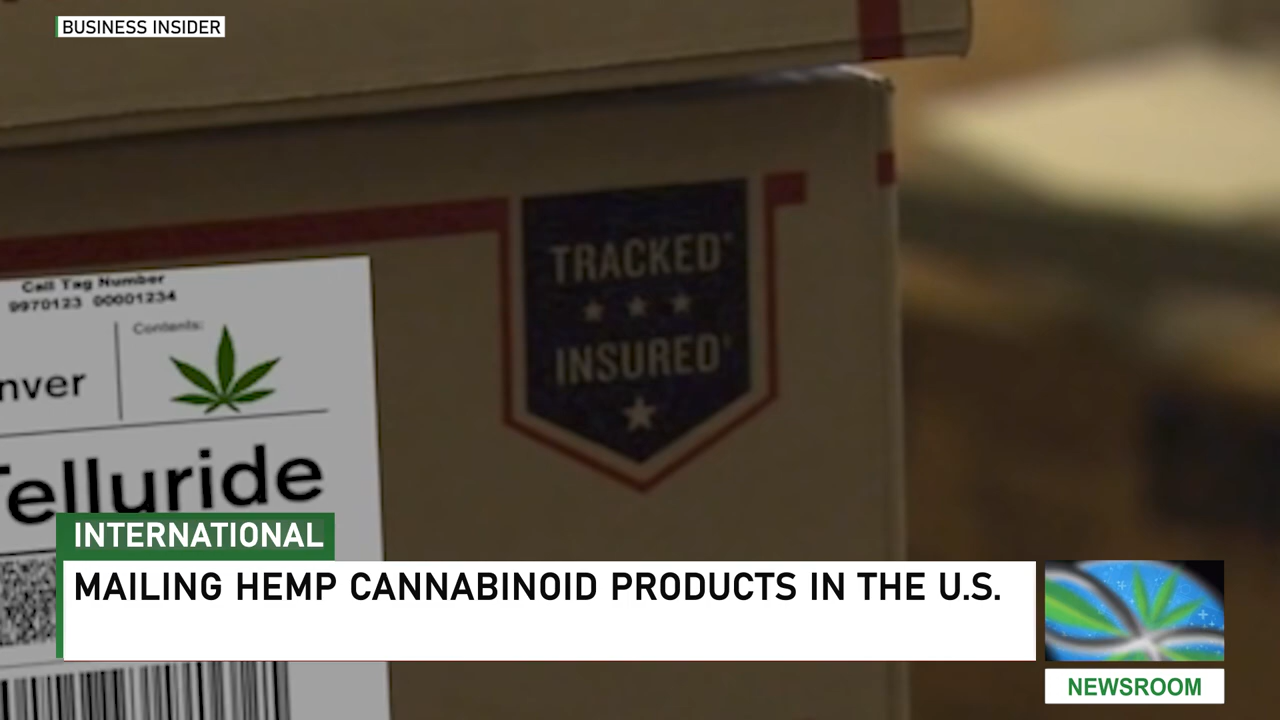 BUSINESS INSIDER
TRACKED*
INSURED*
Call Tag Number
9970123 00001234
Contents:
nver
Telluride
INTERNATIONAL
MAILING HEMP CANNABINOID PRODUCTS IN THE U.S.
NEWSROOM